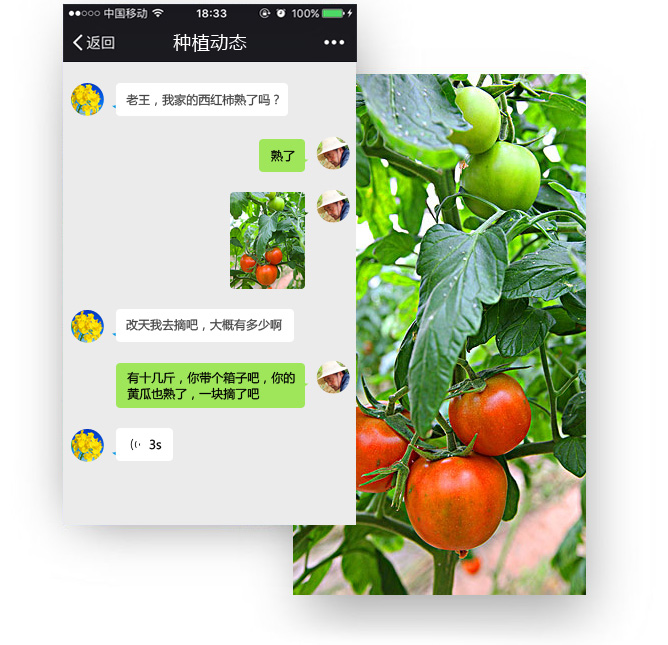 中国移动 18:33 100%
返回 种植动态
老王，我家的西红柿熟了吗？
熟了
改天我去摘吧，大概有多少啊
有十几斤，你带个箱子吧，你的
黄瓜也熟了，一块摘了吧
3s